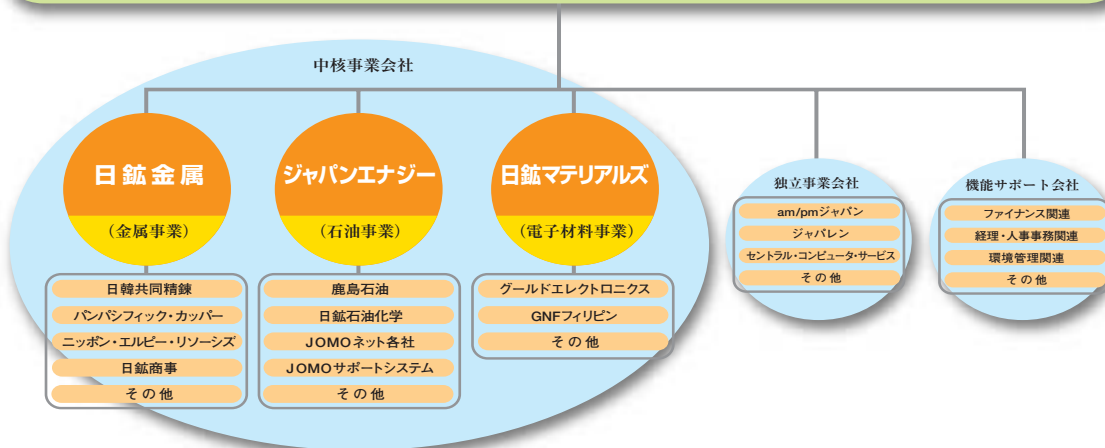 中核事業会社
日鉱金属
(金属事業)
日韓共同精錬
パンパシフィック・カッパー
ニッポン・エルピー・リソーシズ
日鉱商事
その他
ジャパンエナジー
(石油事業)
鹿島石油
日鉱石油化学
JOMOネット各社
JOMOサポートシステム
その他
日鉱マテリアルズ
(電子材料事業)
グールドエレクトロニクス
GNFフィリピン
その他
独立事業会社
am/pmジャパン
ジャパレン
セントラル・コンピュータ・サービス
その他
機能サポート会社
ファイナンス関連
経理・人事事務関連
環境管理関連
その他